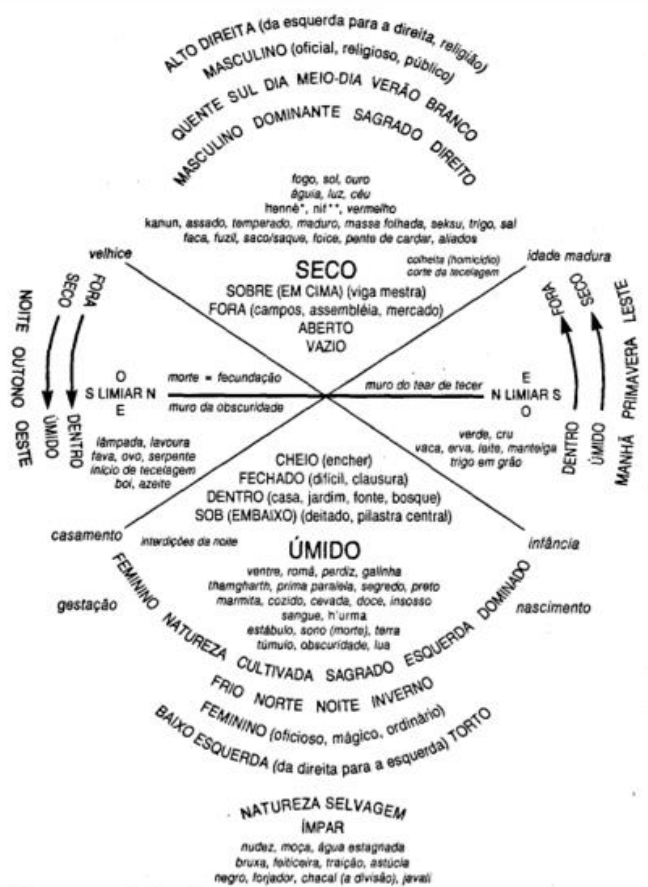 ALTO DIREITA (da esquerda para a direita, religião)
MASCULINO (oficial, religioso, público)
QUENTE SUL DIA MEIO-DIA VERÃO BRANCO
MASCULINO DOMINANTE SAGRADO DIREITO
fogo, sol, ouro
águia, luz, céu
hennè*, nif**, vermelho
kanun, assado, temperado, maduro, massa folhada, seksu, trigo, sal
faca, fuzil, saco/saque, foice, pente de cardar, aliados
velhice
colheita (homicídio)
corte da tecelagem
idade madura
SECO
SOBRE (EM CIMA) (viga mestra)
FORA (campos, assembléia, mercado)
ABERTO
VAZIO
NOITE OUTONO OESTE
SECO
ÚMIDO
FORA
DENTRO
O
S LIMIAR N
E
morte = fecundação
muro da obscuridade
muro do tear de tecer
E
N LIMIAR S
O
FORA
DENTRO
SECO
ÚMIDO
MANHÃ PRIMAVERA LESTE
lâmpada, lavoura
fava, ovo, serpente
início de tecelagem
boi, azeite
verde, cru
vaca, erva, leite, manteiga
trigo em grão
CHEIO (encher)
FECHADO (difícil, clausura)
DENTRO (casa, jardim, fonte, bosque)
SOB (EMBAIXO) (deitado, pilastra central)
casamento
interdições da noite
infância
ÚMIDO
ventre, romã, perdiz, galinha
thamgharth, prima paralela, segredo, preto
marmita, cozido, cevada, doce, insosso
sangue, h'urma
estábulo, sono (morte), terra
túmulo, obscuridade, lua
gestação
nascimento
FEMININO NATUREZA CULTIVADA SAGRADO ESQUERDA DOMINADO
FRIO NORTE NOITE INVERNO
FEMININO (oficioso, mágico, ordinário)
BAIXO ESQUERDA (da direita para a esquerda) TORTO
NATUREZA SELVAGEM
ÍMPAR
nudez, moça, água estagnada
bruxa, feiticeira, traição, astúcia
negro, forjador, chacal (a divisão), javali